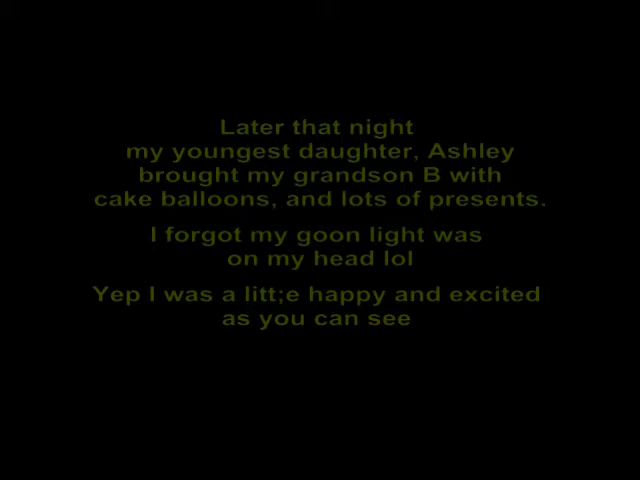 Later that night
my youngest daughter, Ashley
brought my grandson B with
cake balloons, and lots of presents.
I forgot my goon light was
on my head lol
Yep I was a litt;e happy and excited
as you can see